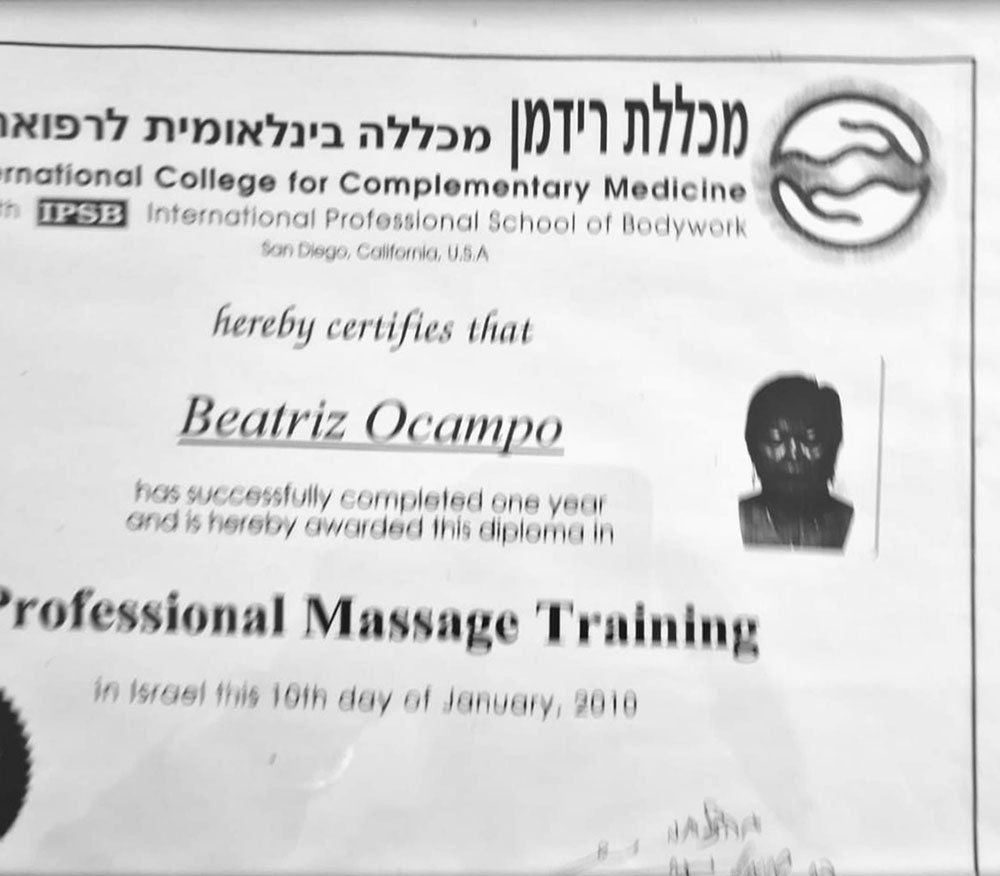 מכללת רידמן מכללה בינלאומית לרפואה
ernational College for Complementary Medicine
th IPSB International Professional School of Bodywork
San Diego, California, U.S.A
hereby certifies that
Beatriz Ocampo
has successfully completed one year
and is hereby awarded this diploma in
Professional Massage Training
in Israel this 10th day of January, 2010